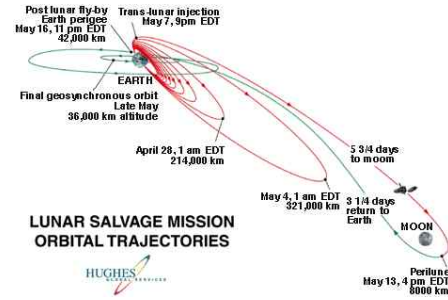 Post lunar fly-by
Earth perigee
May 16, 11 pm EDT
42,000 km
Trans-lunar injection
May 7, 9pm EDT
EARTH
Final geosynchronous orbit
Late May
36,000 km altitude
April 28, 1 am EDT
214,000 km
5 3/4 days
to moom
May 4, 1 am EDT
321,000 km
3 1/4 days
return to
Earth
MOON
LUNAR SALVAGE MISSION
ORBITAL TRAJECTORIES
Perilune
May 13, 4 pm EDT
8000 km
HUGHES
GLOBAL SERVICES